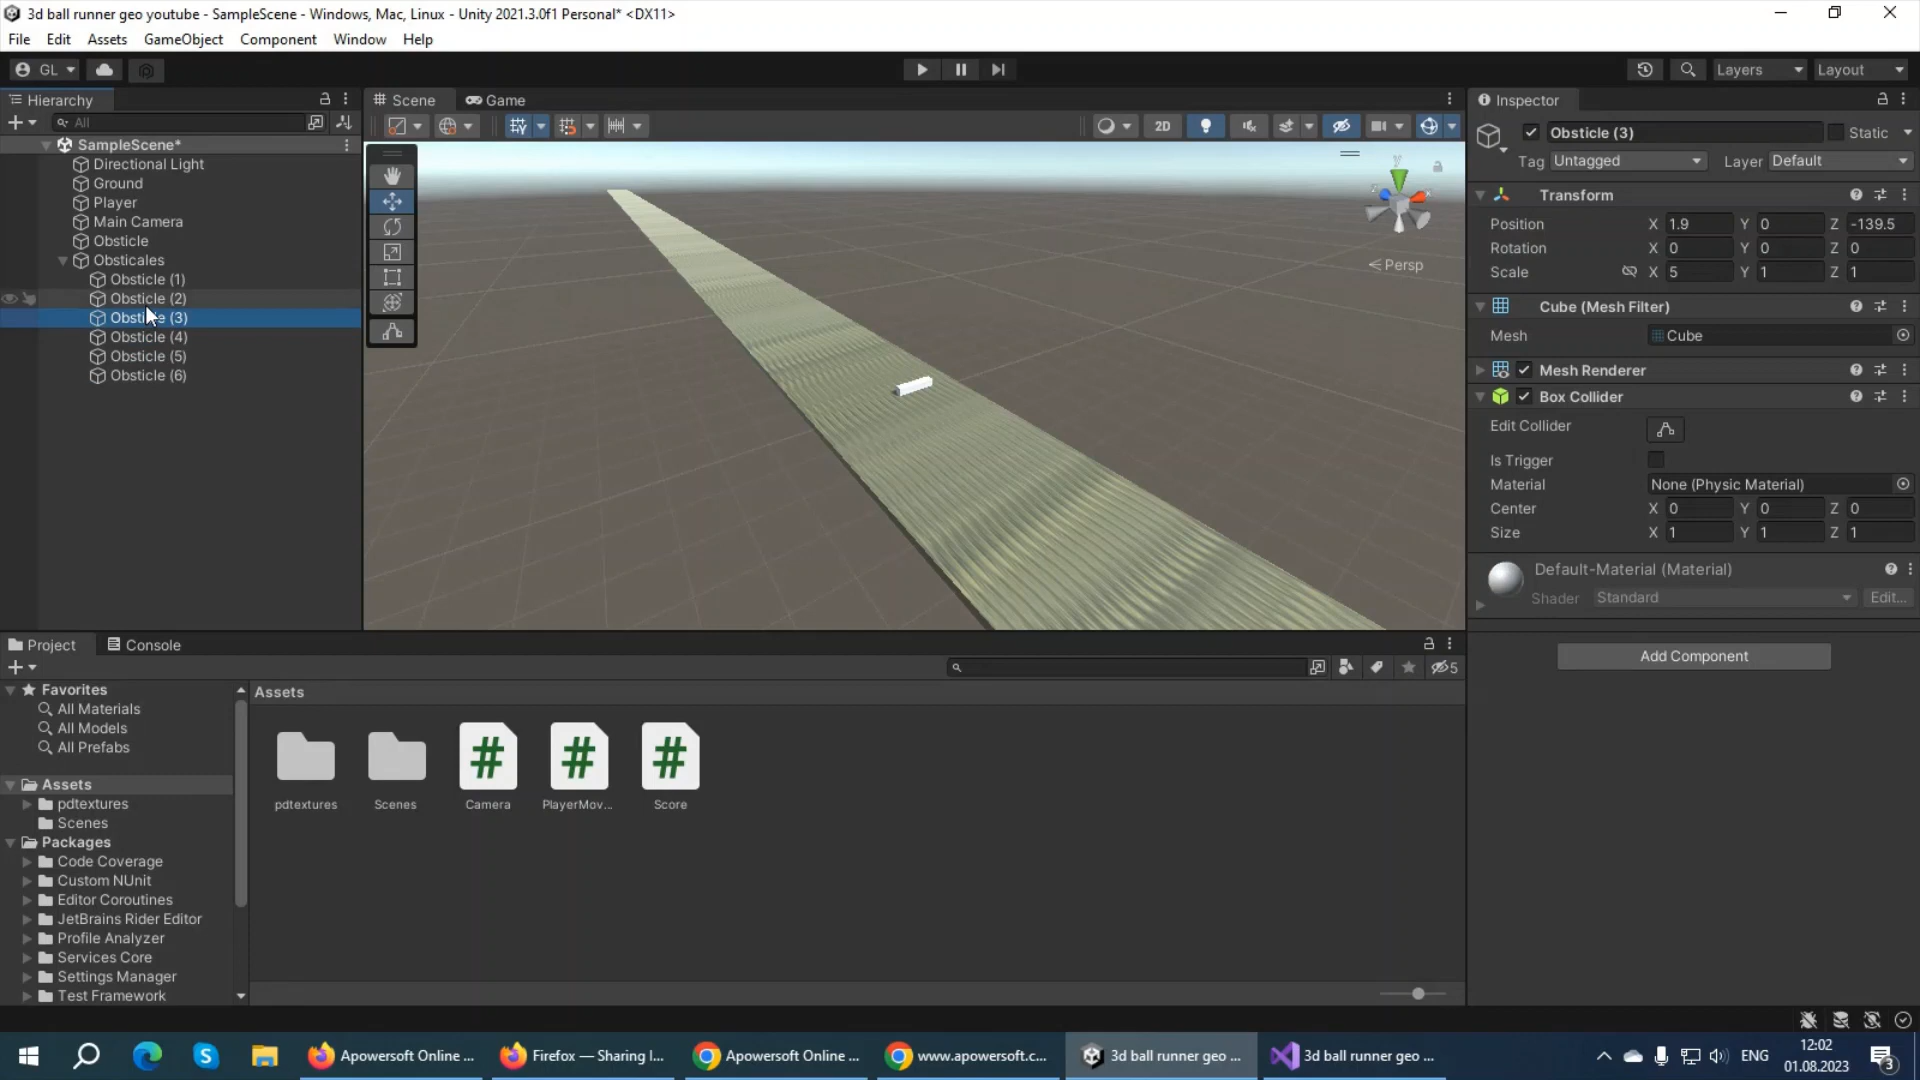 3d ball runner geo youtube - SampleScene - Windows, Mac, Linux - Unity 2021.3.0f1 Personal* <DX11>
File Edit Assets GameObject Component Window Help
GL
Layers Layout
Hierarchy
All
SampleScene*
Directional Light
Ground
Player
Main Camera
Obsticle
Obsticales
Obsticle (1)
Obsticle (2)
Obsticle (3)
Obsticle (4)
Obsticle (5)
Obsticle (6)
Scene Game
2D
y
Persp
Inspector
Obsticle (3) Static
Tag Untagged Layer Default
Transform
Position X 1.9 Y 0 Z -139.5
Rotation X 0 Y 0 Z 0
Scale X 5 Y 1 Z 1
Cube (Mesh Filter)
Mesh Cube
Mesh Renderer
Box Collider
Edit Collider
Is Trigger
Material None (Physic Material)
Center X 0 Y 0 Z 0
Size X 1 Y 1 Z 1
Default-Material (Material)
Shader Standard Edit...
Add Component
Project Console
5
Favorites
All Materials
All Models
All Prefabs
Assets
pdtextures
Scenes
Packages
Code Coverage
Custom NUnit
Editor Coroutines
JetBrains Rider Editor
Profile Analyzer
Services Core
Settings Manager
Test Framework
Assets
pdtextures Scenes Camera PlayerMov... Score
Apowersoft Online ... Firefox — Sharing I... Apowersoft Online ... www.apowersoft.c... 3d ball runner geo ... 3d ball runner geo ...
ENG
12:02
01.08.2023
3